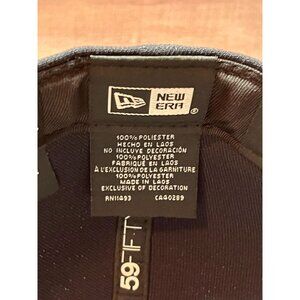 NEW
ERA®
100% POLIESTER
HECHO EN LAOS
NO INCLUYE DECORACIÓN
100% POLYESTER
FABRIQUÉ EN LAOS
À L'EXCLUSION DE LA GARNITURE
100% POLYESTER
MADE IN LAOS
EXCLUSIVE OF DECORATION
RN11493 CA60289
59FIFTY